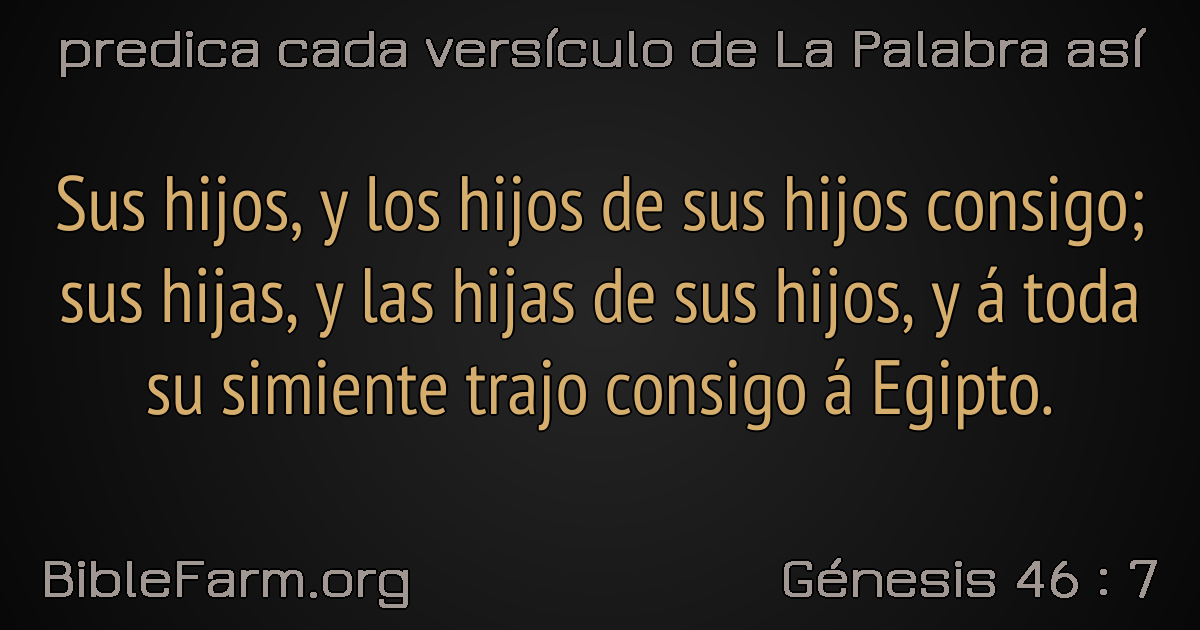 predica cada versículo de La Palabra así
Sus hijos, y los hijos de sus hijos consigo;
sus hijas, y las hijas de sus hijos, y á toda
su simiente trajo consigo á Egipto.
BibleFarm.org
Génesis 46 : 7